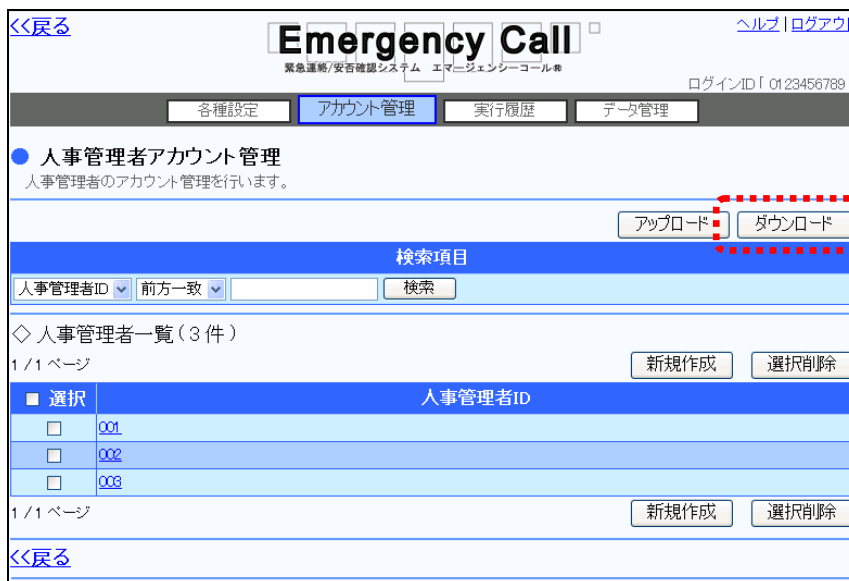 <<戻る
ヘルプ | ログアウ
Emergency Call
緊急連絡/安否確認システム エマージェンシーコール®
ログインID「 0123456789
各種設定 アカウント管理 実行履歴 データ管理
● 人事管理者アカウント管理
人事管理者のアカウント管理を行います。
アップロード ダウンロード
検索項目
人事管理者ID 前方一致 検索
◇ 人事管理者一覧(3件)
1 / 1 ページ 新規作成 選択削除
選択 人事管理者ID
001
002
003
1 / 1 ページ 新規作成 選択削除
<<戻る